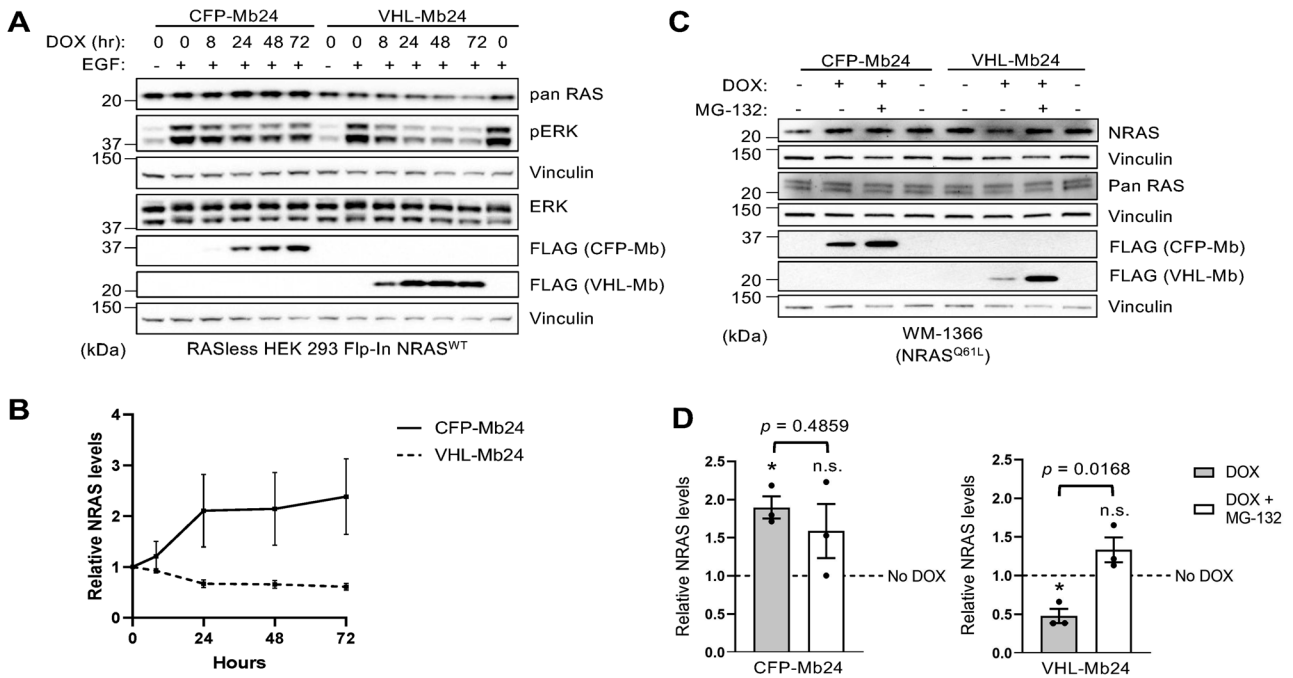 A
CFP-Mb24 VHL-Mb24
DOX (hr): 0 0 8 24 48 72 0 0 8 24 48 72 0
EGF: - + + + + + - + + + + + +
20 pan RAS
37 pERK
150 Vinculin
37 ERK
37 FLAG (CFP-Mb)
20 FLAG (VHL-Mb)
150 Vinculin
(kDa) RASless HEK 293 Flp-In NRASWT
B
Relative NRAS levels
4
3
2
1
0
0 24 48 72
Hours
CFP-Mb24
VHL-Mb24
C
CFP-Mb24 VHL-Mb24
DOX: - + + - - + + -
MG-132: + +
20 NRAS
150 Vinculin
20 Pan RAS
150 Vinculin
37 FLAG (CFP-Mb)
20 FLAG (VHL-Mb)
150 Vinculin
(kDa) WM-1366
(NRASQ61L)
D
p = 0.4859
* n.s.
Relative NRAS levels
2.5
2.0
1.5
1.0
0.5
0.0
No DOX
CFP-Mb24
p = 0.0168
n.s.
*
Relative NRAS levels
2.5
2.0
1.5
1.0
0.5
0.0
No DOX
VHL-Mb24
DOX
DOX +
MG-132